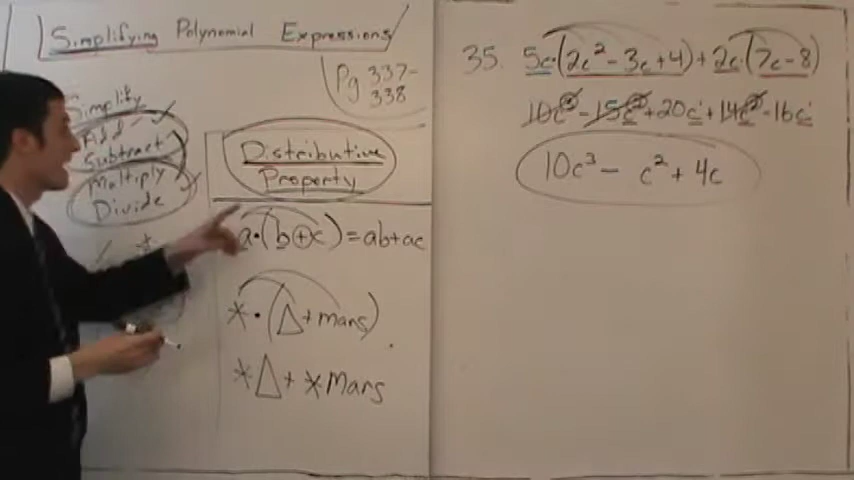 Simplifying Polynomial Expressions
Pg 337-
338
Simplify
Add
Subtract
Multiply
Divide
Distributive
Property
a·(b+c)=ab+ac
*·(Δ+mars)
*Δ+*Mars
35. 5c·(2c²-3c+4)+2c·(7c-8)
10c³-15c²+20c+14c²-16c
10c³- c²+4c